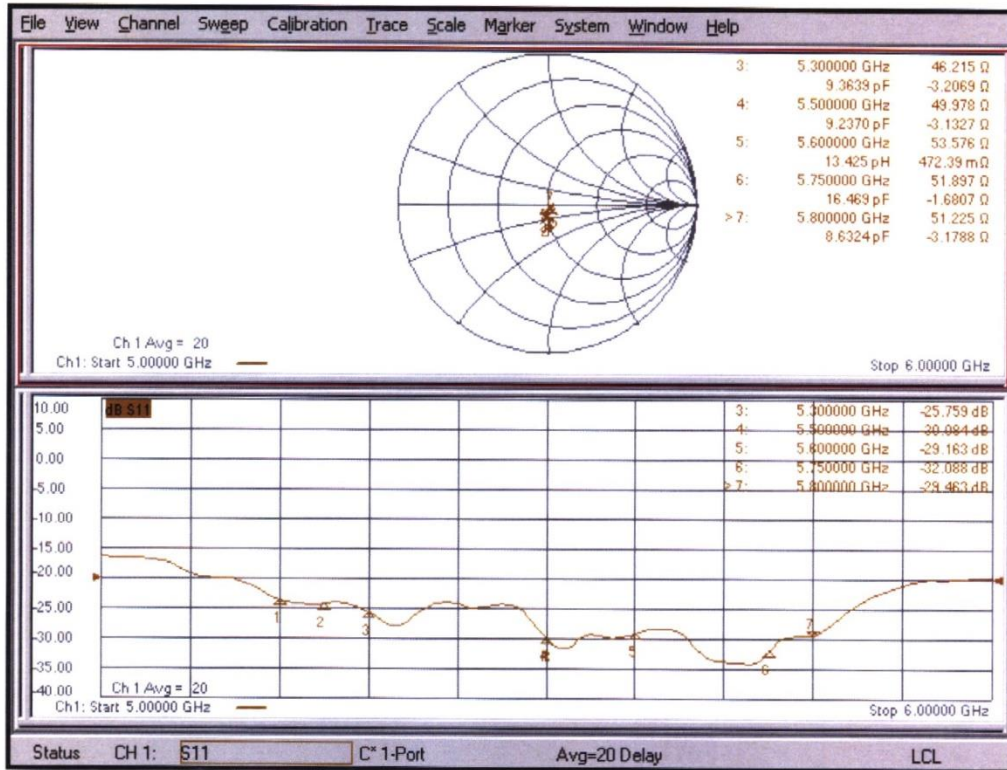 File View Channel Sweep Calibration Trace Scale Marker System Window Help
3: 5.300000 GHz 46.215 Ω
9.3639 pF -3.2069 Ω
4: 5.500000 GHz 49.978 Ω
9.2370 pF -3.1327 Ω
5: 5.600000 GHz 53.576 Ω
13.425 pH 472.39 mΩ
6: 5.750000 GHz 51.897 Ω
16.469 pF -1.6807 Ω
>7: 5.800000 GHz 51.225 Ω
8.6324 pF -3.1788 Ω
Ch 1 Avg = 20
Ch1: Start 5.00000 GHz
Stop 6.00000 GHz
dB S11
10.00
5.00
0.00
-5.00
-10.00
-15.00
-20.00
-25.00
-30.00
-35.00
-40.00
3: 5.300000 GHz -25.759 dB
4: 5.500000 GHz -30.084 dB
5: 5.600000 GHz -29.163 dB
6: 5.750000 GHz -32.088 dB
>7: 5.800000 GHz -29.463 dB
1
2
3
5
6
7
Ch 1 Avg = 20
Ch1: Start 5.00000 GHz
Stop 6.00000 GHz
Status CH 1: S11 C* 1-Port Avg=20 Delay LCL